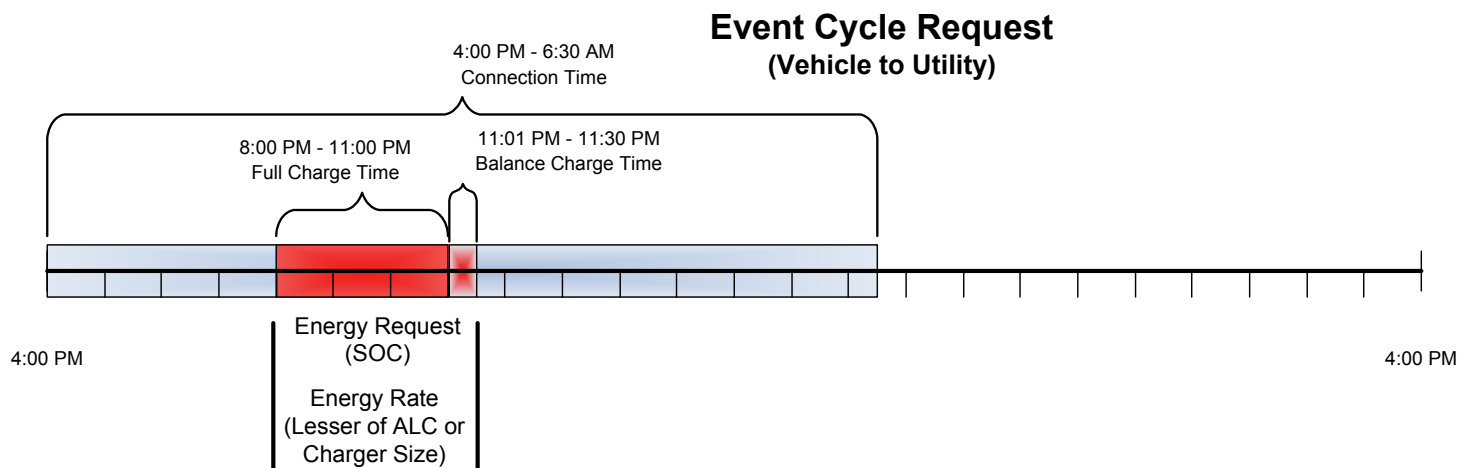 Event Cycle Request
(Vehicle to Utility)
4:00 PM - 6:30 AM
Connection Time
8:00 PM - 11:00 PM
Full Charge Time
11:01 PM - 11:30 PM
Balance Charge Time
4:00 PM
4:00 PM
Energy Request
(SOC)
Energy Rate
(Lesser of ALC or
Charger Size)